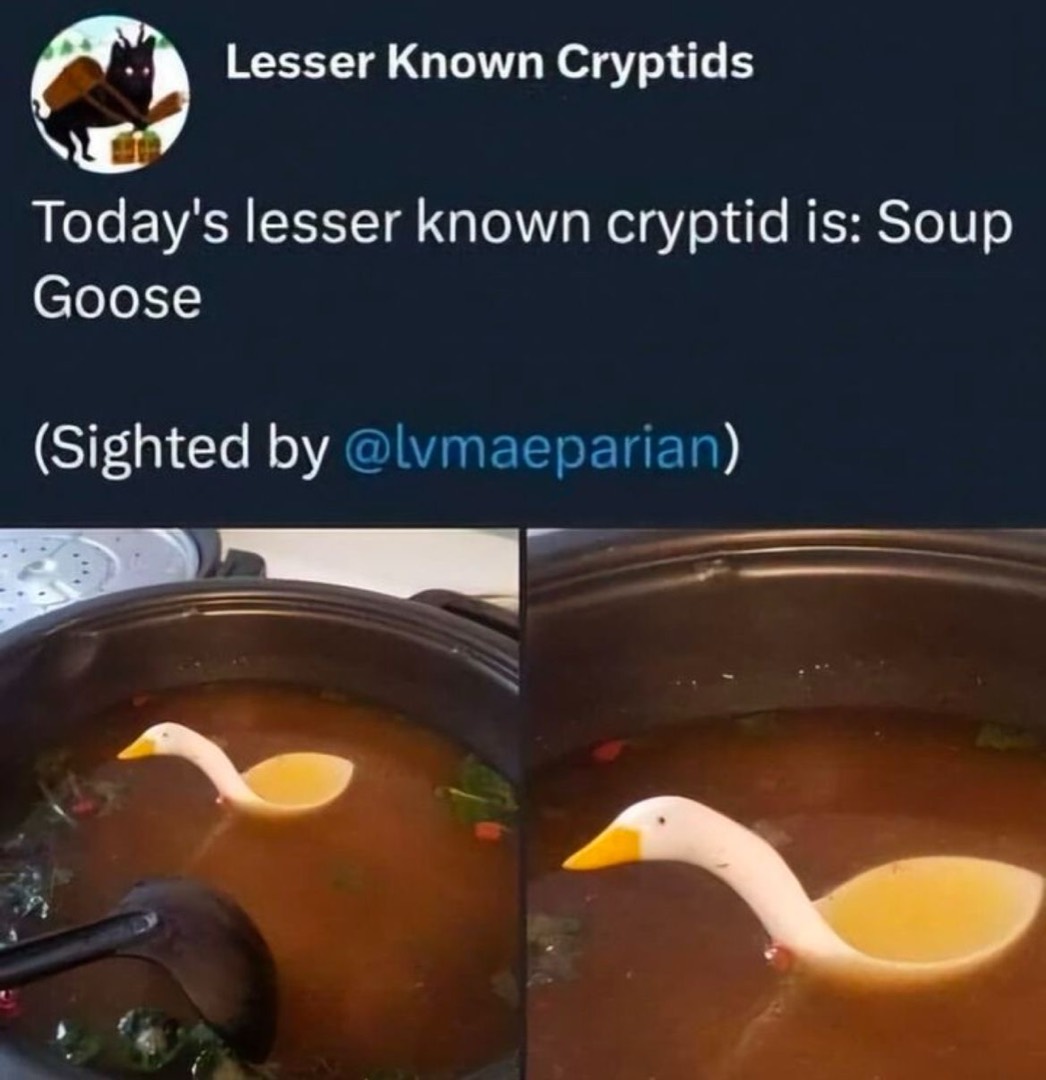 Lesser Known Cryptids
Today's lesser known cryptid is: Soup
Goose
(Sighted by @lvmaeparian)